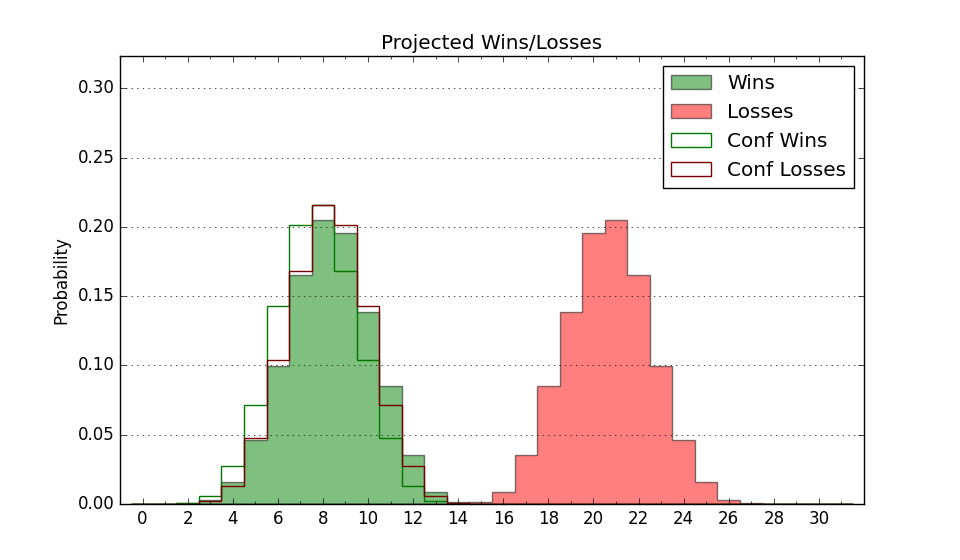 Projected Wins/Losses
Probability
0.30
0.25
0.20
0.15
0.10
0.05
0.00
0 2 4 6 8 10 12 14 16 18 20 22 24 26 28 30
Wins
Losses
Conf Wins
Conf Losses